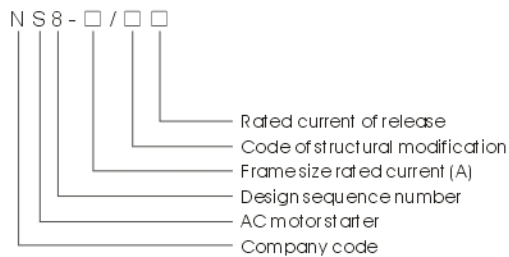 NS8-□/□□
Rated current of release
Code of structural modification
Frame size rated current (A)
Design sequence number
AC motor starter
Company code